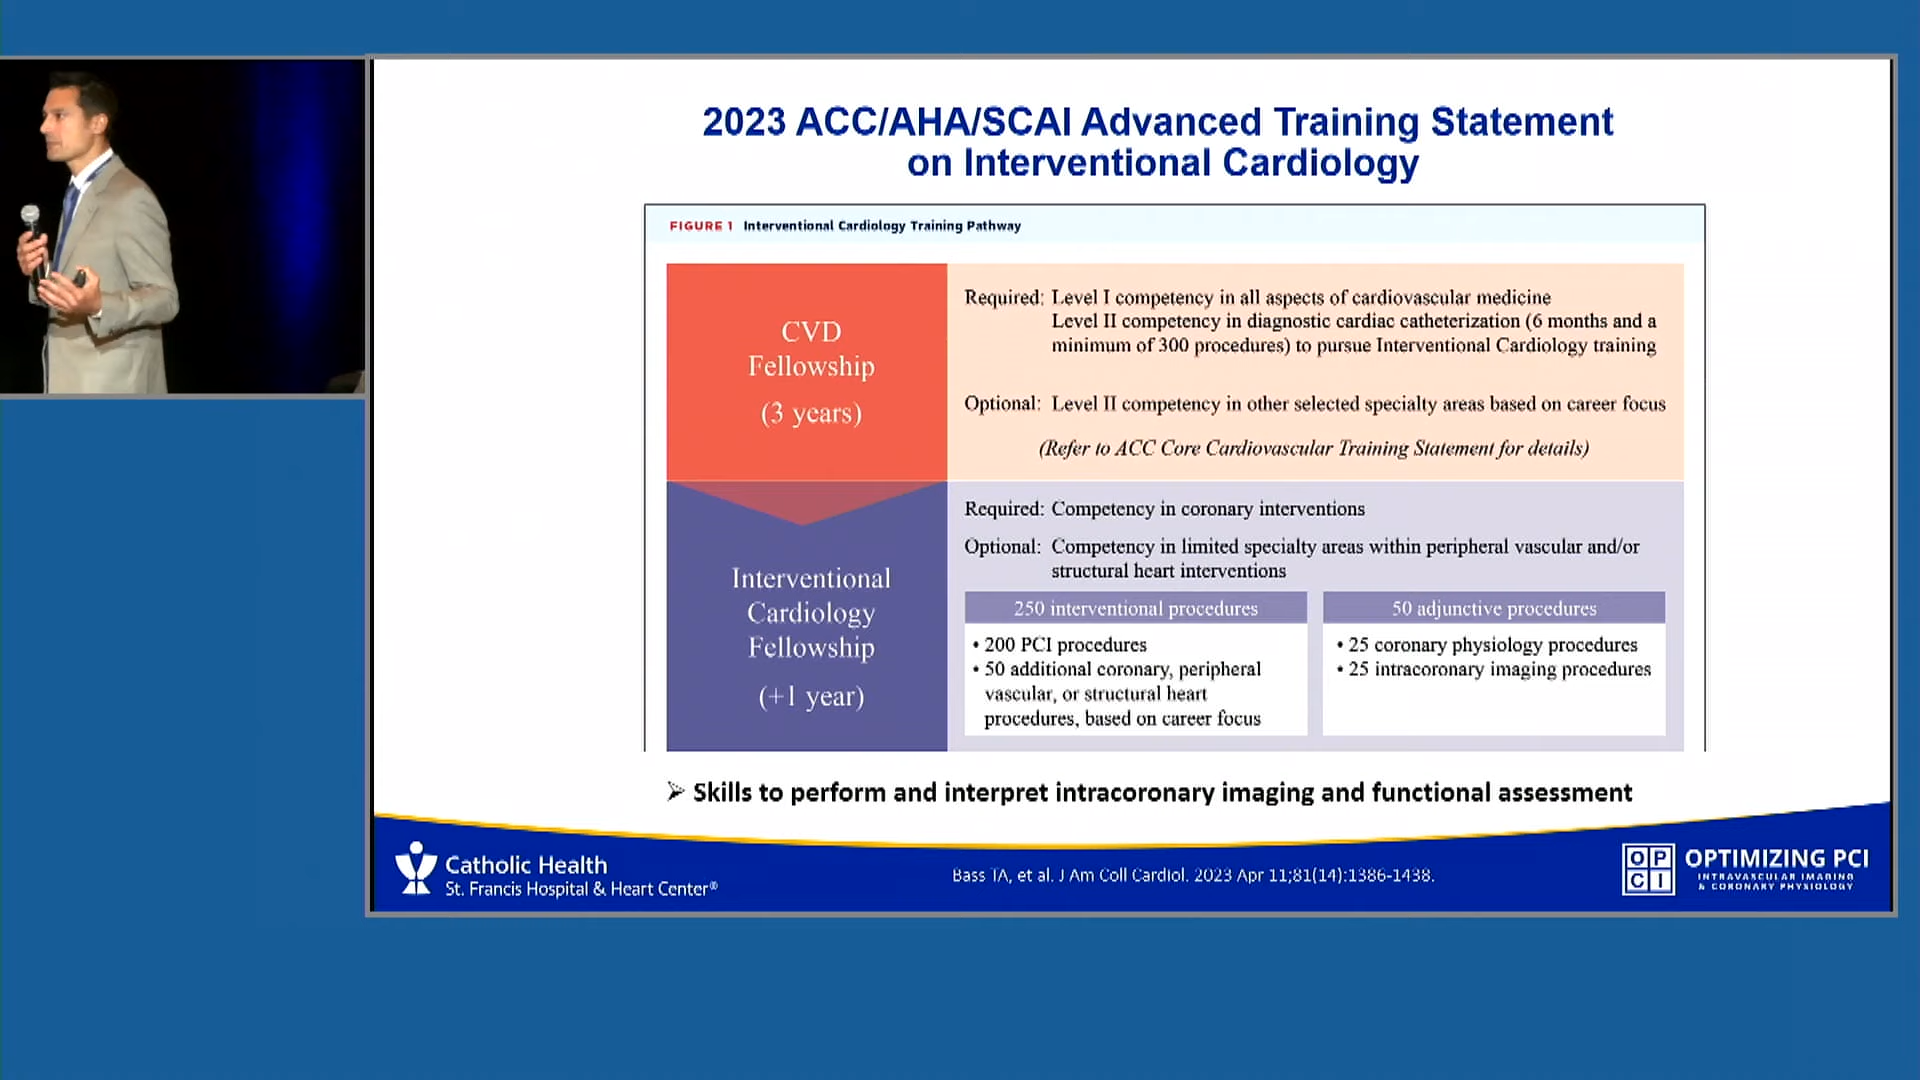 2023 ACC/AHA/SCAI Advanced Training Statement
on Interventional Cardiology
FIGURE 1 Interventional Cardiology Training Pathway
CVD
Fellowship
(3 years)
Required: Level I competency in all aspects of cardiovascular medicine
Level II competency in diagnostic cardiac catheterization (6 months and a
minimum of 300 procedures) to pursue Interventional Cardiology training
Optional: Level II competency in other selected specialty areas based on career focus
(Refer to ACC Core Cardiovascular Training Statement for details)
Interventional
Cardiology
Fellowship
(+1 year)
Required: Competency in coronary interventions
Optional: Competency in limited specialty areas within peripheral vascular and/or
structural heart interventions
250 interventional procedures
• 200 PCI procedures
• 50 additional coronary, peripheral
vascular, or structural heart
procedures, based on career focus
50 adjunctive procedures
• 25 coronary physiology procedures
• 25 intracoronary imaging procedures
➢ Skills to perform and interpret intracoronary imaging and functional assessment
Catholic Health
St. Francis Hospital & Heart Center®
Bass TA, et al. J Am Coll Cardiol. 2023 Apr 11;81(14):1386-1438.
OP
CI
OPTIMIZING PCI
INTRAVASCULAR IMAGING
& CORONARY PHYSIOLOGY